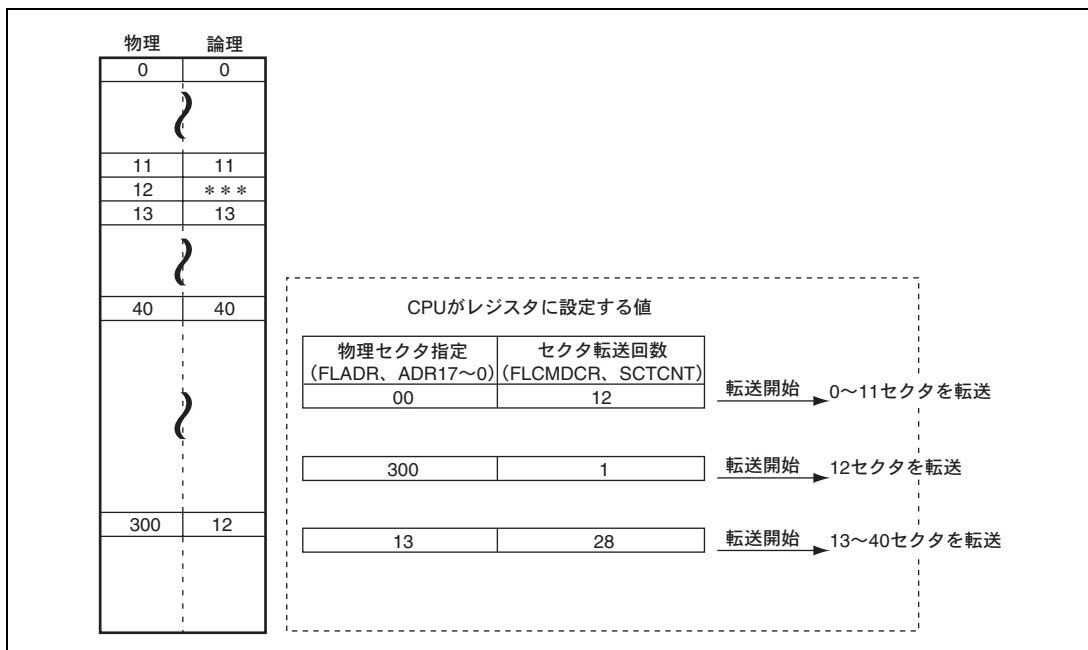 物理 論理
0 0
11 11
12 ＊＊＊
13 13
40 40
300 12
CPUがレジスタに設定する値
物理セクタ指定 セクタ転送回数
(FLADR、ADR17～0) (FLCMDCR、SCTCNT)
00 12 転送開始 0～11セクタを転送
300 1 転送開始 12セクタを転送
13 28 転送開始 13～40セクタを転送